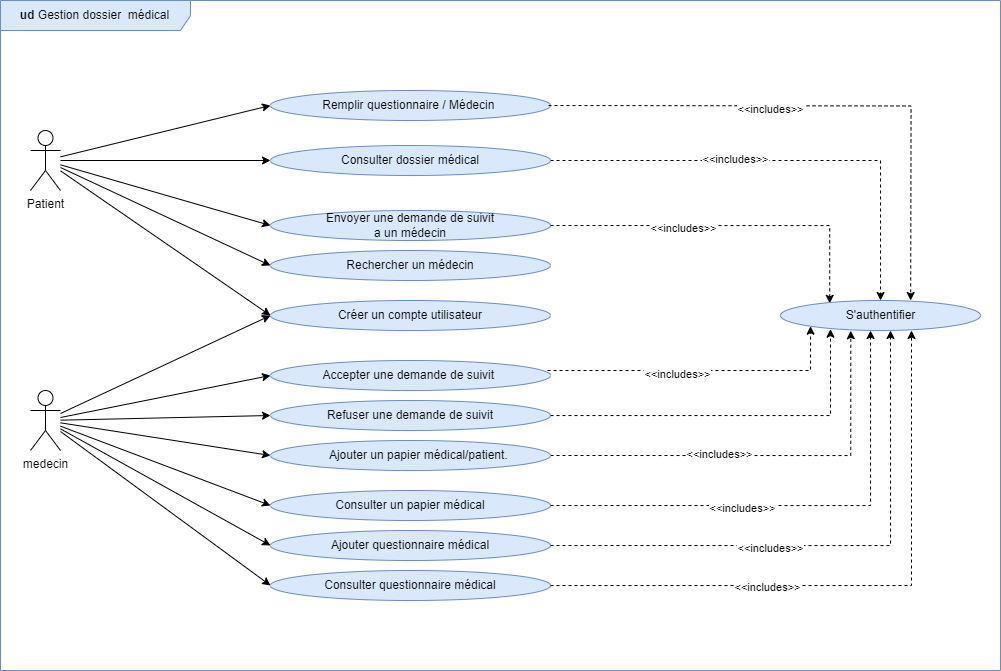 ud Gestion dossier  médical
Remplir questionnaire / Médecin
<<includes>>
Consulter dossier médical
<<includes>>
Patient
Envoyer une demande de suivit
a un médecin
<<includes>>
Rechercher un médecin
Créer un compte utilisateur
S'authentifier
Accepter une demande de suivit
<<includes>>
Refuser une demande de suivit
Ajouter un papier médical/patient.
<<includes>>
medecin
Consulter un papier médical
<<includes>>
Ajouter questionnaire médical
<<includes>>
Consulter questionnaire médical
<<includes>>